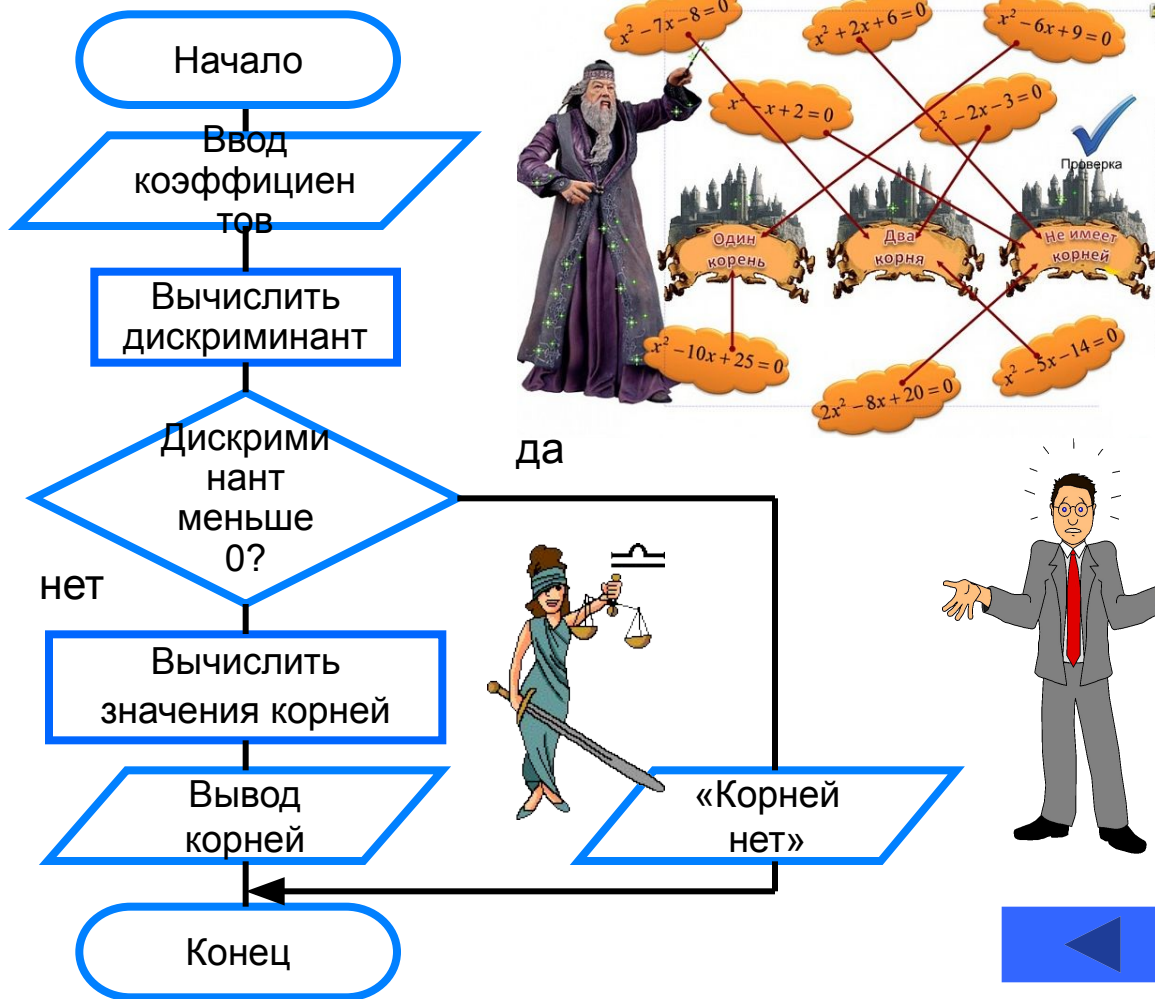 Начало
Ввод
коэффициен
тов
Вычислить
дискриминант
Дискрими
нант
меньше
0?
да
нет
Вычислить
значения корней
Вывод
корней
«Корней
нет»
Конец
x² − 7x − 8 = 0
x² + 2x + 6 = 0
x² − 6x + 9 = 0
x² − x + 2 = 0
x² − 2x − 3 = 0
Проверка
Один
корень
Два
корня
Не имеет
корней
x² − 10x + 25 = 0
2x² − 8x + 20 = 0
x² − 5x − 14 = 0